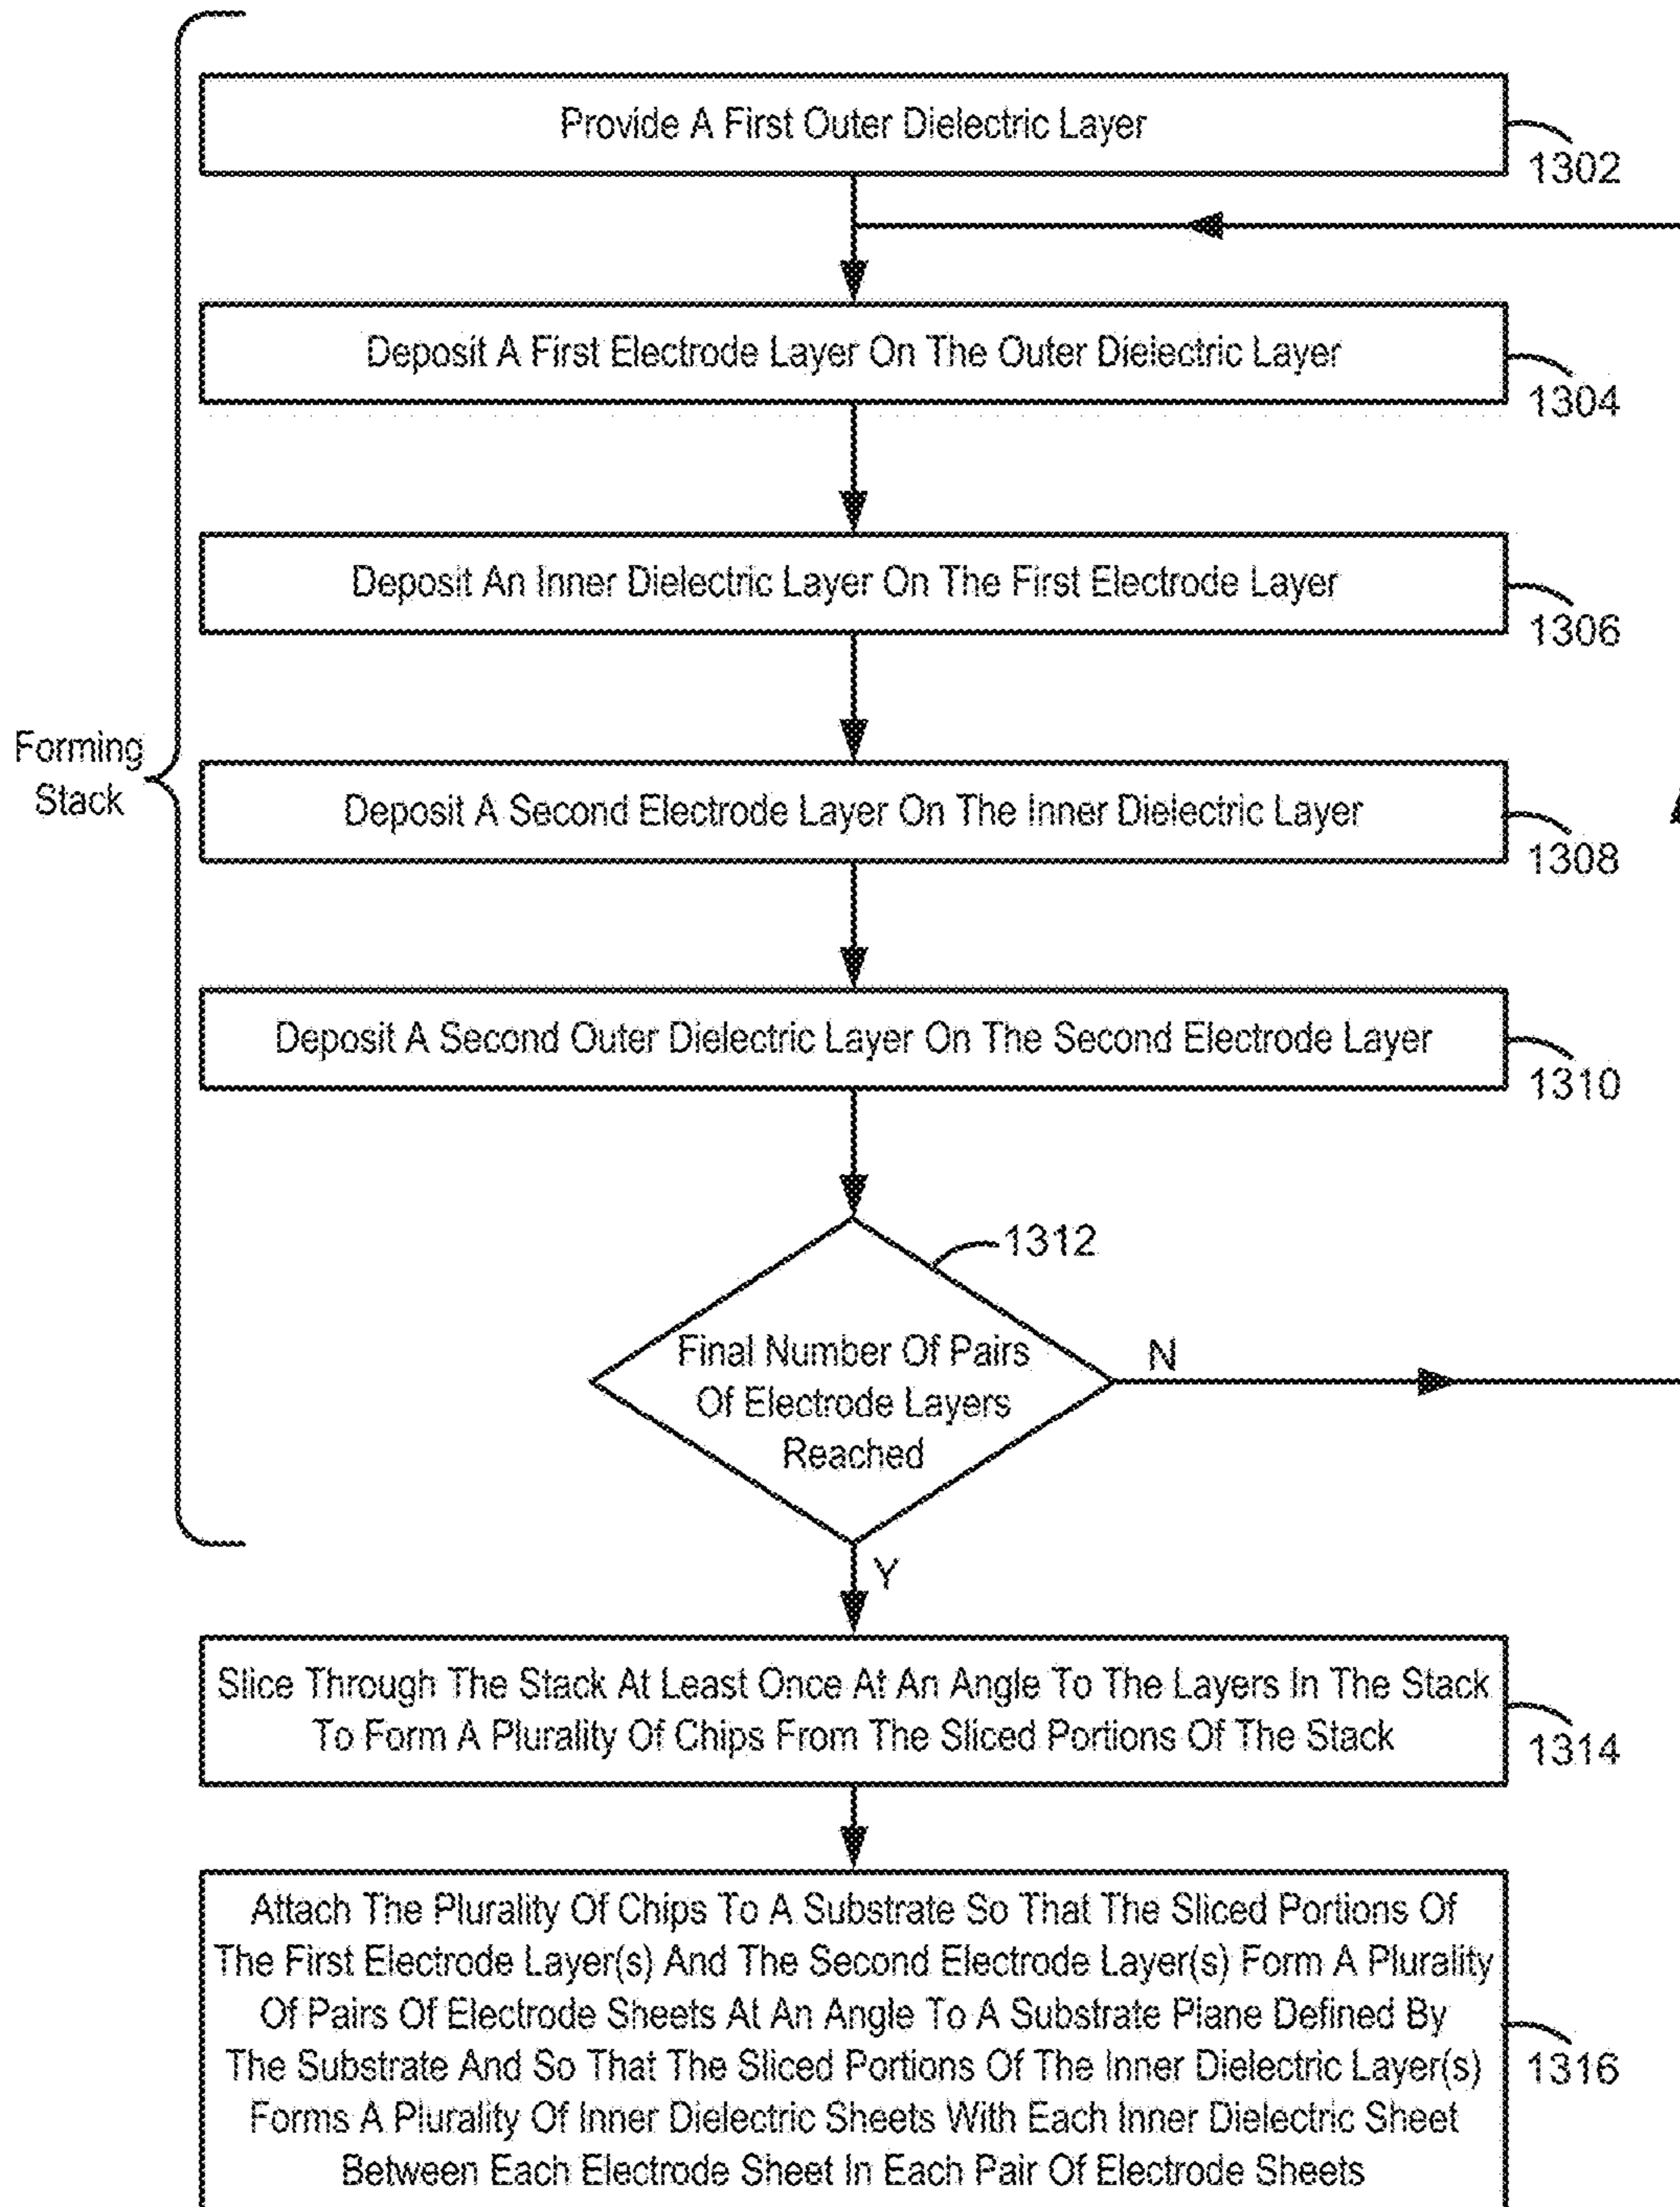 Provide A First Outer Dielectric Layer
1302
Deposit A First Electrode Layer On The Outer Dielectric Layer
1304
Deposit An Inner Dielectric Layer On The First Electrode Layer
1306
Forming
Stack
Deposit A Second Electrode Layer On The Inner Dielectric Layer
1308
Deposit A Second Outer Dielectric Layer On The Second Electrode Layer
1310
1312
Final Number Of Pairs
Of Electrode Layers
Reached
N
Y
Slice Through The Stack At Least Once At An Angle To The Layers In The Stack
To Form A Plurality Of Chips From The Sliced Portions Of The Stack
1314
Attach The Plurality Of Chips To A Substrate So That The Sliced Portions Of
The First Electrode Layer(s) And The Second Electrode Layer(s) Form A Plurality
Of Pairs Of Electrode Sheets At An Angle To A Substrate Plane Defined By
The Substrate And So That The Sliced Portions Of The Inner Dielectric Layer(s)
Forms A Plurality Of Inner Dielectric Sheets With Each Inner Dielectric Sheet
Between Each Electrode Sheet In Each Pair Of Electrode Sheets
1316